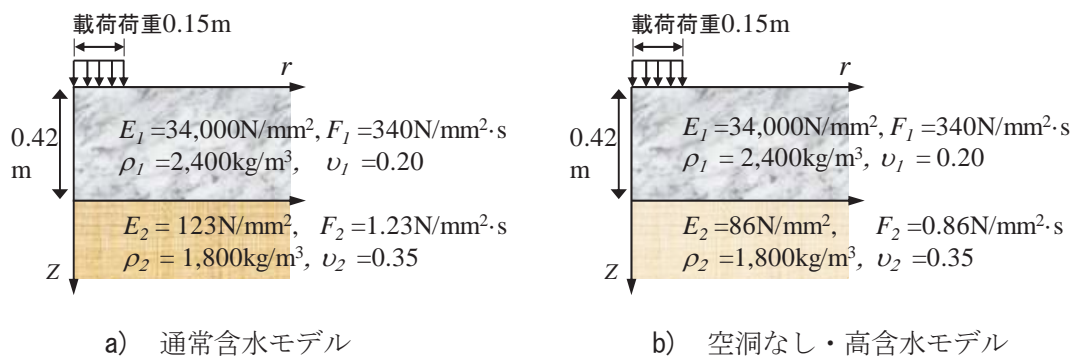 載荷荷重0.15m
r
0.42
m
E₁ =34,000N/mm², F₁ =340N/mm²·s
ρ₁ =2,400kg/m³, υ₁ =0.20
E₂ = 123N/mm², F₂ =1.23N/mm²·s
ρ₂ = 1,800kg/m³, υ₂ =0.35
Z
a) 通常含水モデル
載荷荷重0.15m
r
0.42
m
E₁ =34,000N/mm², F₁ =340N/mm²·s
ρ₁ = 2,400kg/m³, υ₁ =0.20
E₂ =86N/mm², F₂ =0.86N/mm²·s
ρ₂ =1,800kg/m³, υ₂ =0.35
Z
b) 空洞なし・高含水モデル